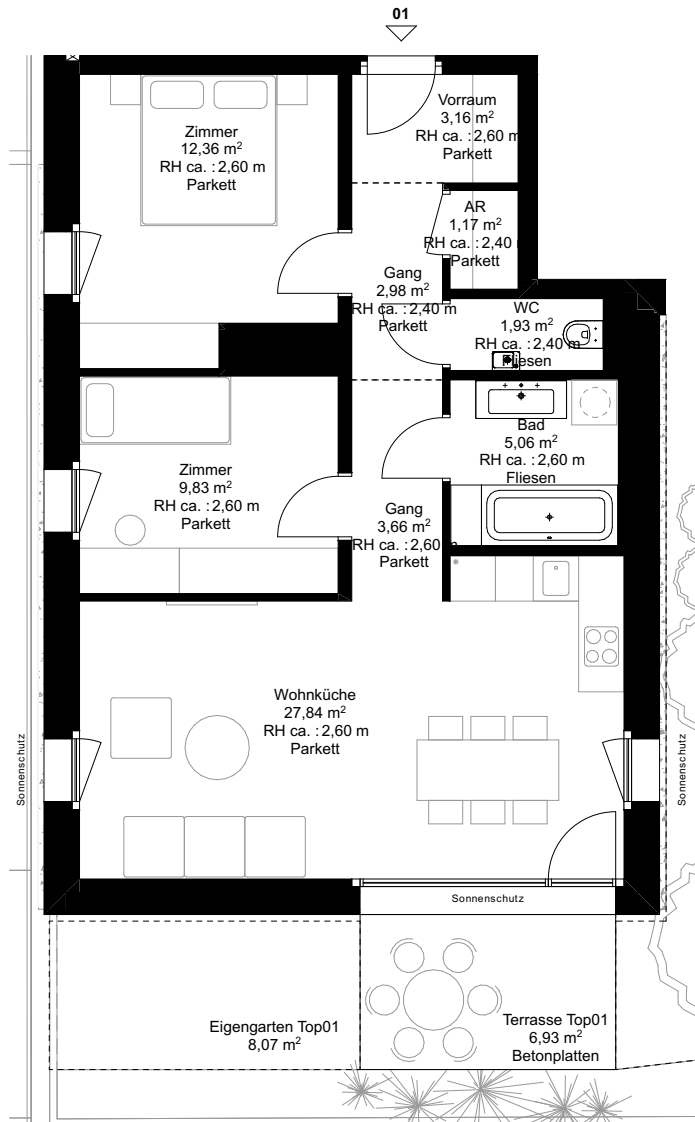 01
Vorraum
3,16 m²
RH ca. : 2,60 m
Parkett
Zimmer
12,36 m²
RH ca. : 2,60 m
Parkett
AR
1,17 m²
RH ca. : 2,40
Parkett
Gang
2,98 m²
RH ca. : 2,40 m
Parkett
WC
1,93 m²
RH ca. : 2,40 m
Fliesen
Bad
5,06 m²
RH ca. : 2,60 m
Fliesen
Zimmer
9,83 m²
RH ca. : 2,60 m
Parkett
Gang
3,66 m²
RH ca. : 2,60
Parkett
Wohnküche
27,84 m²
RH ca. : 2,60 m
Parkett
Sonnenschutz
Sonnenschutz
Sonnenschutz
Eigengarten Top01
8,07 m²
Terrasse Top01
6,93 m²
Betonplatten